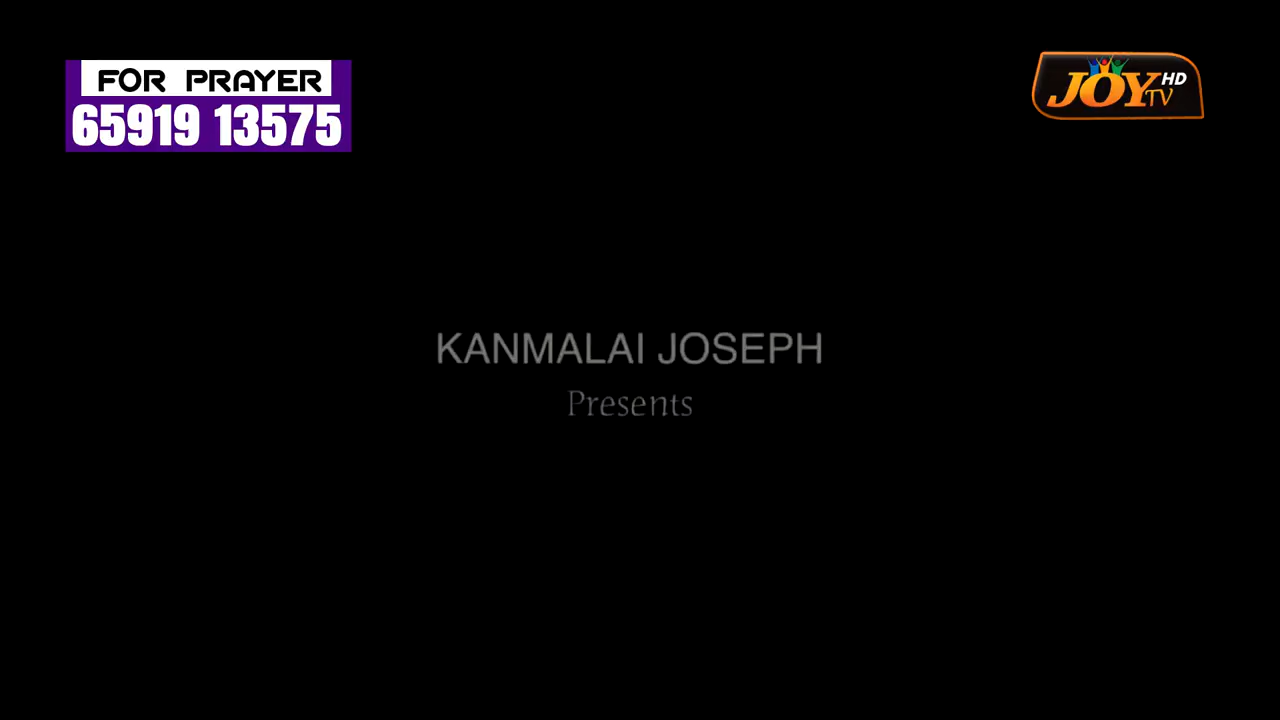 FOR PRAYER
65919 13575
JOY TV HD
KANMALAI JOSEPH
Presents